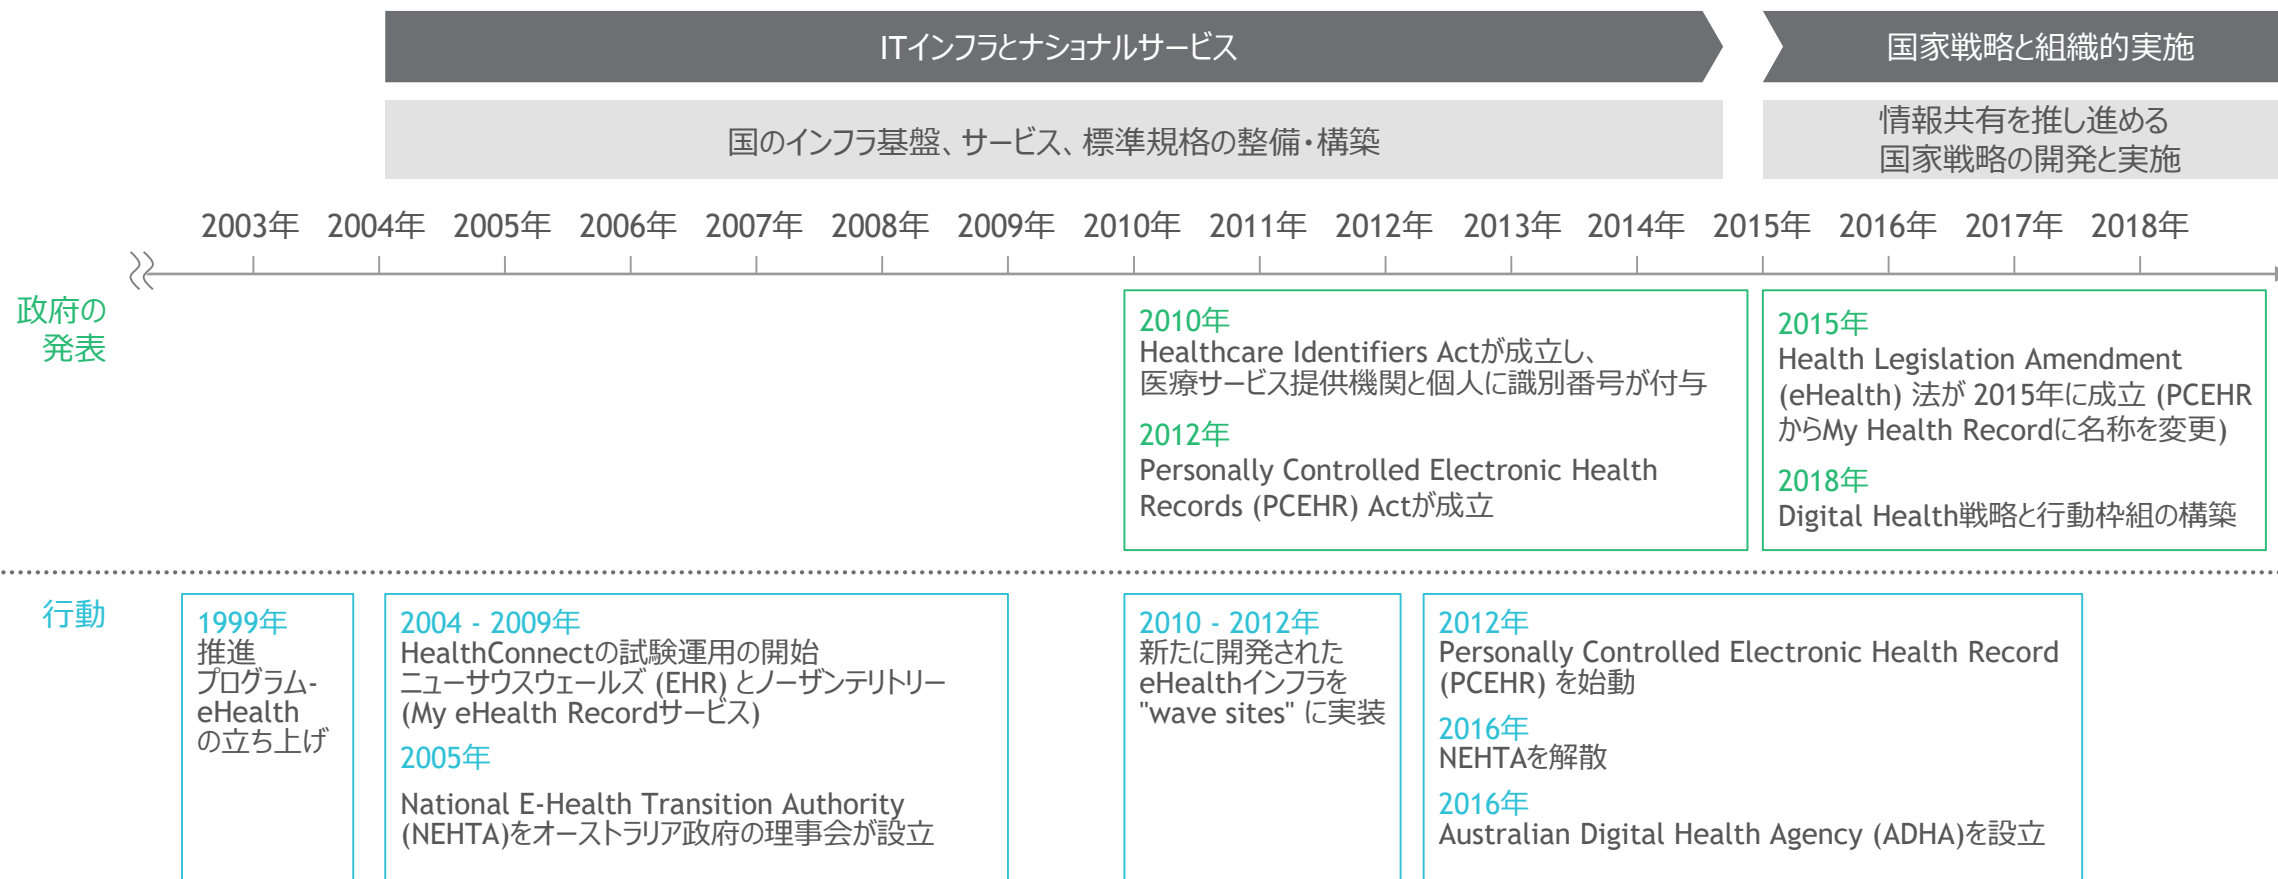 ITインフラとナショナルサービス
国家戦略と組織的実施
国のインフラ基盤、サービス、標準規格の整備・構築
情報共有を推し進める
国家戦略の開発と実施
2003年 2004年 2005年 2006年 2007年 2008年 2009年 2010年 2011年 2012年 2013年 2014年 2015年 2016年 2017年 2018年
政府の
発表
2010年
Healthcare Identifiers Actが成立し、
医療サービス提供機関と個人に識別番号が付与
2012年
Personally Controlled Electronic Health
Records (PCEHR) Actが成立
2015年
Health Legislation Amendment
(eHealth) 法が 2015年に成立 (PCEHR
からMy Health Recordに名称を変更)
2018年
Digital Health戦略と行動枠組の構築
行動
1999年
推進
プログラム-
eHealth
の立ち上げ
2004 - 2009年
HealthConnectの試験運用の開始
ニューサウスウェールズ (EHR) とノーザンテリトリー
(My eHealth Recordサービス)
2005年
National E-Health Transition Authority
(NEHTA)をオーストラリア政府の理事会が設立
2010 - 2012年
新たに開発された
eHealthインフラを
"wave sites" に実装
2012年
Personally Controlled Electronic Health Record
(PCEHR) を始動
2016年
NEHTAを解散
2016年
Australian Digital Health Agency (ADHA)を設立